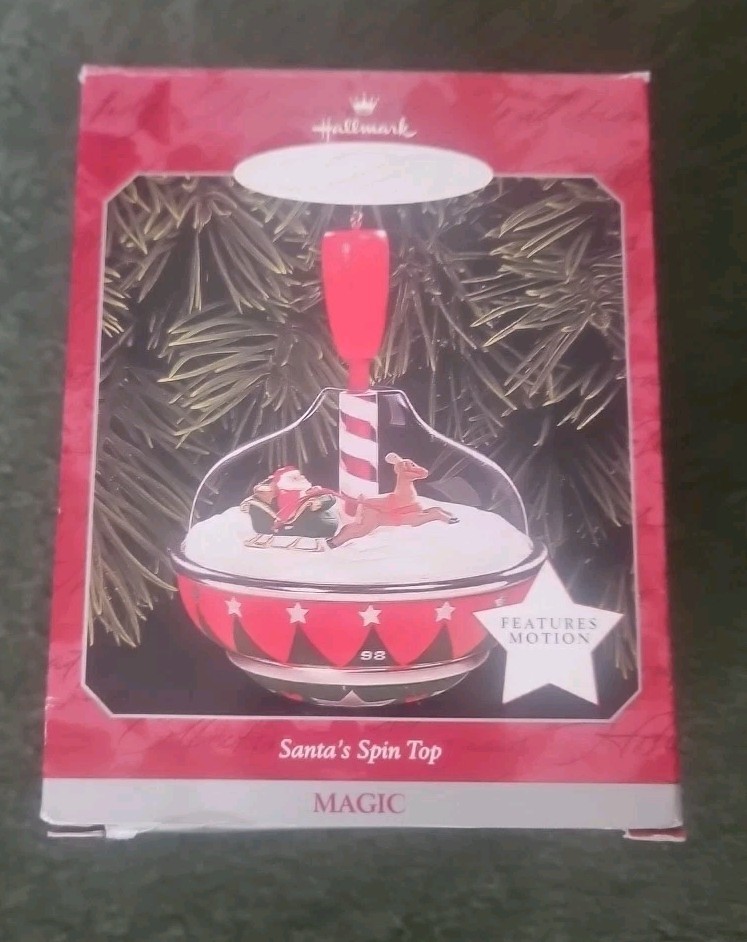 Hallmark
98
FEATURES
MOTION
Santa's Spin Top
MAGIC